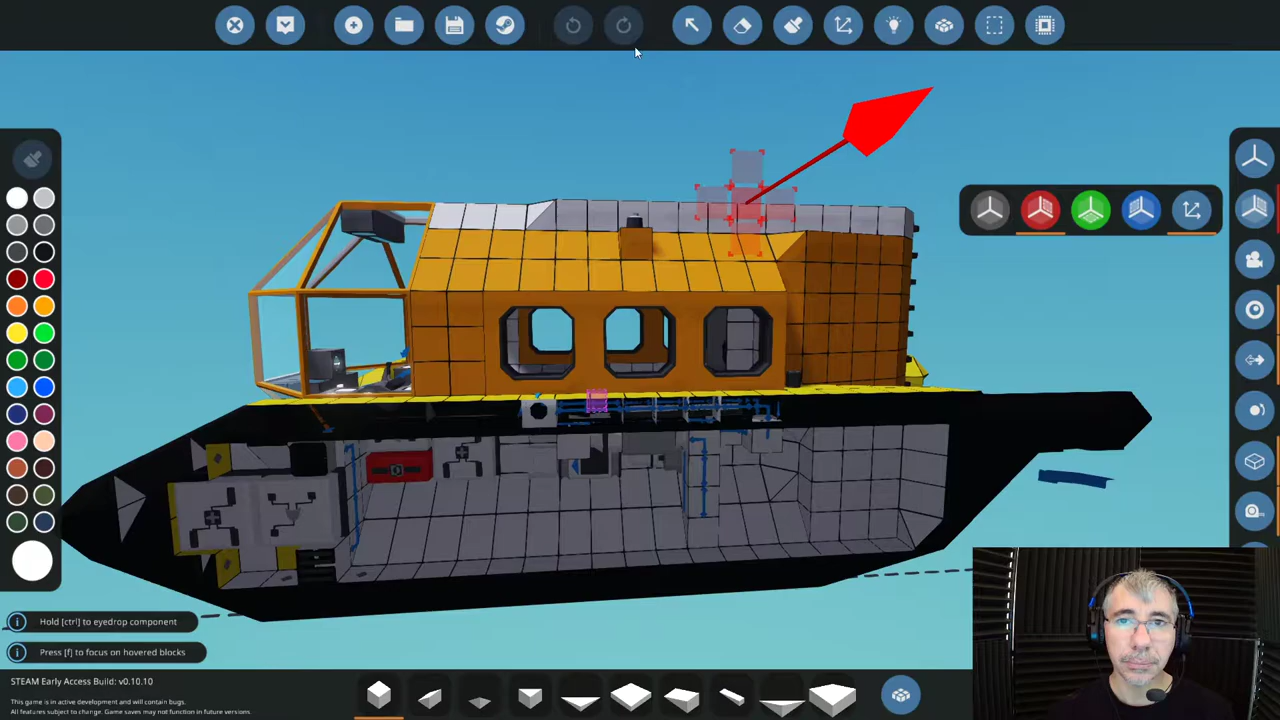 Hold [ctrl] to eyedrop component
Press [f] to focus on hovered blocks
STEAM Early Access Build: v0.10.10
This game is in active development and will contain bugs.
All features subject to change. Game saves may not function in future versions.